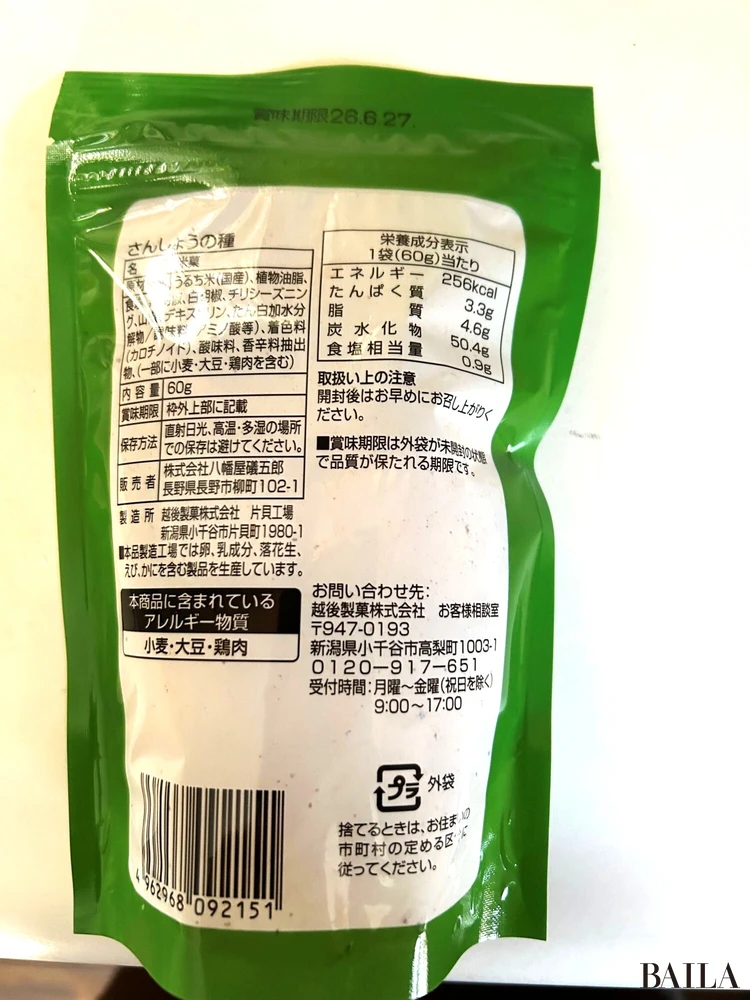 賞味期限26.6.27
さんしょうの種
名 米菓
うるち米(国産)、植物油脂、
食 白胡椒、チリシーズニン
グ、山 デキストリン、たん白加水分
解物/調味料(アミノ酸等)、着色料
(カロチノイド)、酸味料、香辛料抽出
物、(一部に小麦・大豆・鶏肉を含む)
内容量 60g
賞味期限 枠外上部に記載
保存方法 直射日光、高温・多湿の場所
での保存は避けてください。
販売者 株式会社八幡屋礒五郎
長野県長野市柳町102-1
製造所 越後製菓株式会社 片貝工場
新潟県小千谷市片貝町1980-1
■本品製造工場では卵、乳成分、落花生、
えび、かにを含む製品を生産しています。
本商品に含まれている
アレルギー物質
小麦・大豆・鶏肉
栄養成分表示
1袋(60g)当たり
エネルギー 256kcal
たんぱく質 3.3g
脂質 4.6g
炭水化物 50.4g
食塩相当量 0.9g
取扱い上の注意
開封後はお早めにお召し上がりく
ださい。
■賞味期限は外袋が未開封の状態
で品質が保たれる期限です。
お問い合わせ先:
越後製菓株式会社 お客様相談室
〒947-0193
新潟県小千谷市高梨町1003-1
0120-917-651
受付時間:月曜~金曜(祝日を除く)
9:00~17:00
プラ 外袋
捨てるときは、お住まいの
市町村の定める区 に
従ってください。
4 962968 092151
BAILA